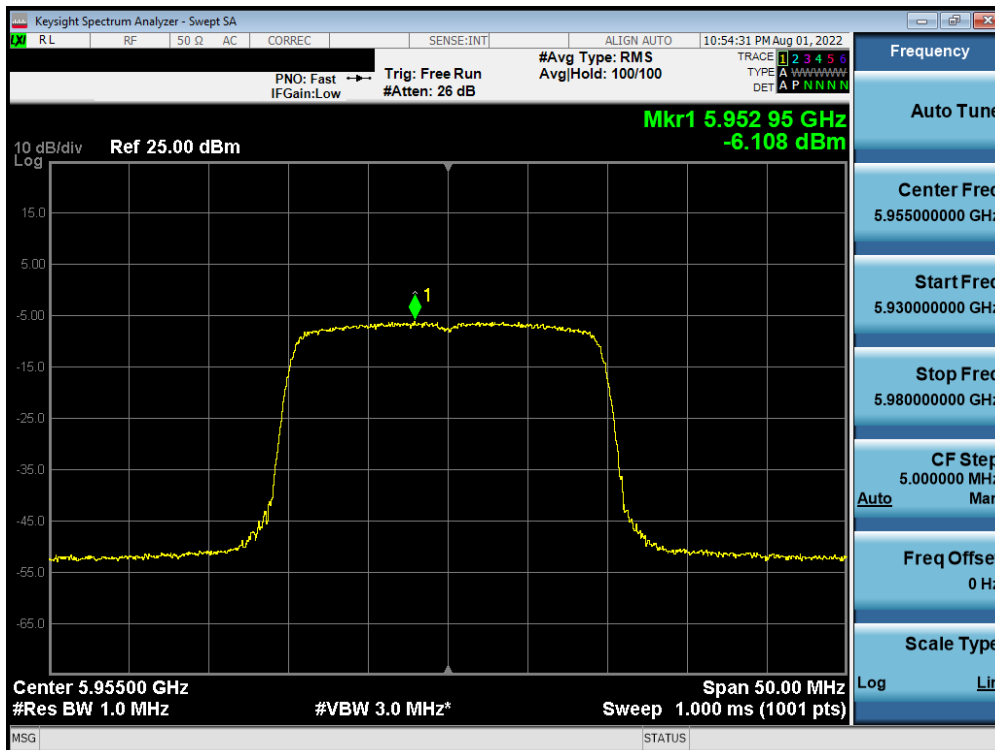 Keysight Spectrum Analyzer - Swept SA
LXI RL RF 50 Ω AC CORREC SENSE:INT ALIGN AUTO 10:54:31 PM Aug 01, 2022
PNO: Fast
IFGain:Low
Trig: Free Run
#Atten: 26 dB
#Avg Type: RMS
Avg|Hold: 100/100
TRACE 1 2 3 4 5 6
TYPE A WWWWW
DET A P N N N N
Mkr1 5.952 95 GHz
-6.108 dBm
10 dB/div
Log
Ref 25.00 dBm
15.0
5.00
-5.00
-15.0
-25.0
-35.0
-45.0
-55.0
-65.0
1
Center 5.95500 GHz
#Res BW 1.0 MHz
#VBW 3.0 MHz*
Span 50.00 MHz
Sweep 1.000 ms (1001 pts)
MSG
STATUS
Frequency
Auto Tune
Center Freq
5.955000000 GHz
Start Freq
5.930000000 GHz
Stop Freq
5.980000000 GHz
CF Step
5.000000 MHz
Auto Man
Freq Offset
0 Hz
Scale Type
Log Lin